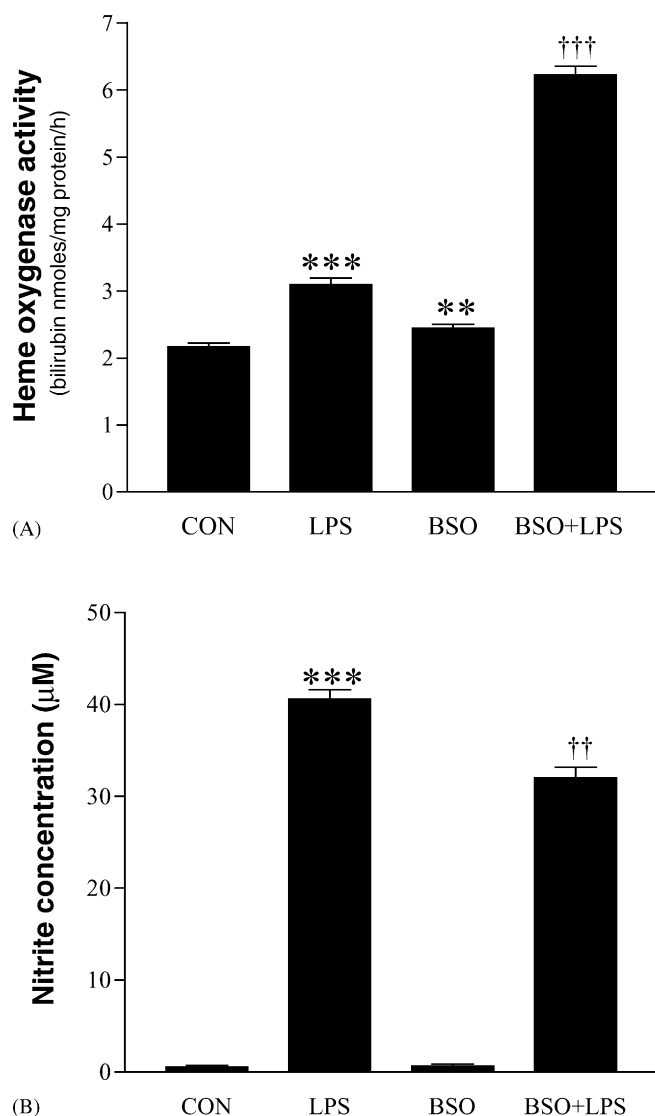 7
†††
6
5
4
***
3
**
2
1
0
Heme oxygenase activity
(bilirubin nmoles/mg protein/h)
(A)
CON LPS BSO BSO+LPS
50
***
40
††
30
20
10
0
Nitrite concentration (μM)
(B)
CON LPS BSO BSO+LPS